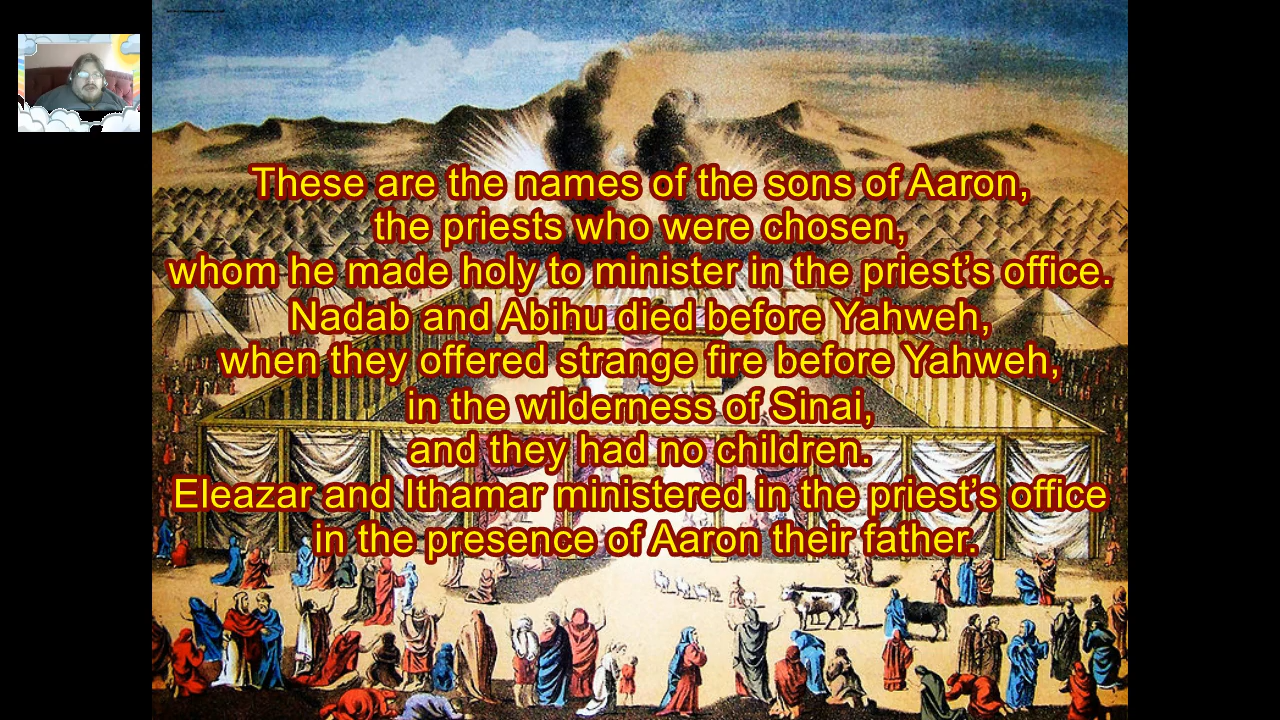 These are the names of the sons of Aaron,
the priests who were chosen,
whom he made holy to minister in the priest’s office.
Nadab and Abihu died before Yahweh,
when they offered strange fire before Yahweh,
in the wilderness of Sinai,
and they had no children.
Eleazar and Ithamar ministered in the priest’s office
in the presence of Aaron their father.